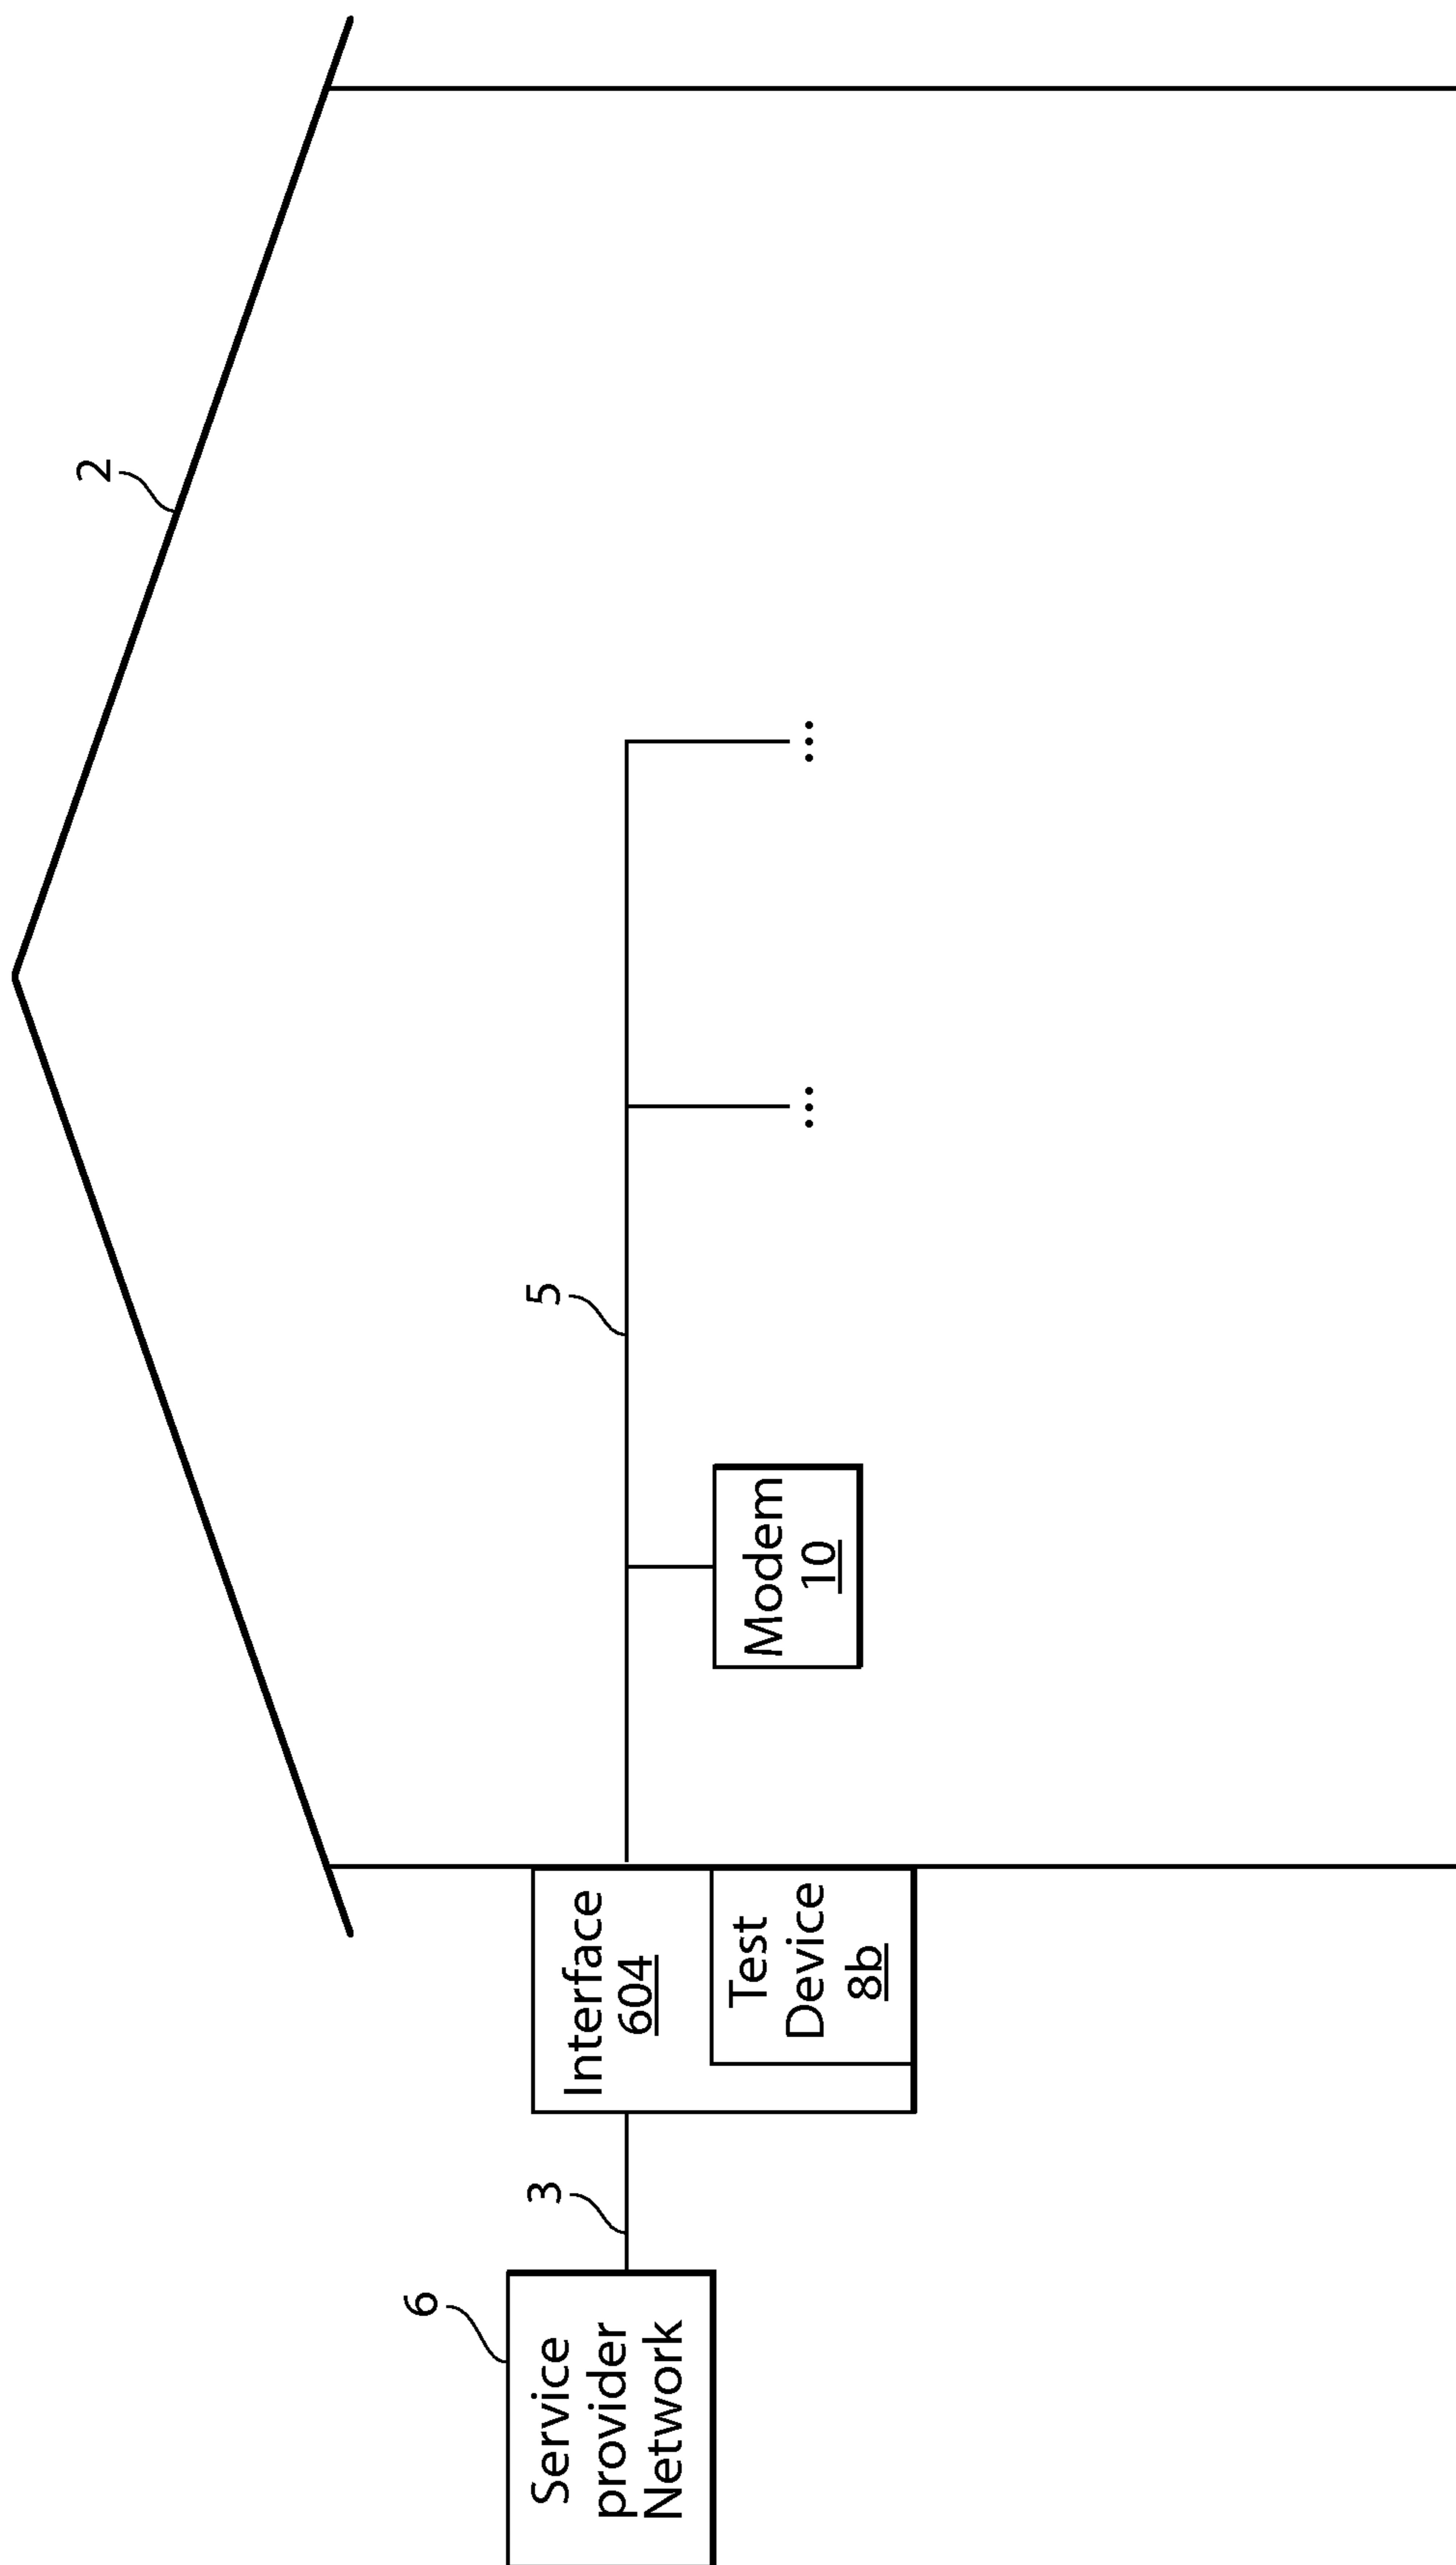 2
6
Service
provider
Network
3
Interface
604
Test
Device
8b
Modem
10
5
...
...